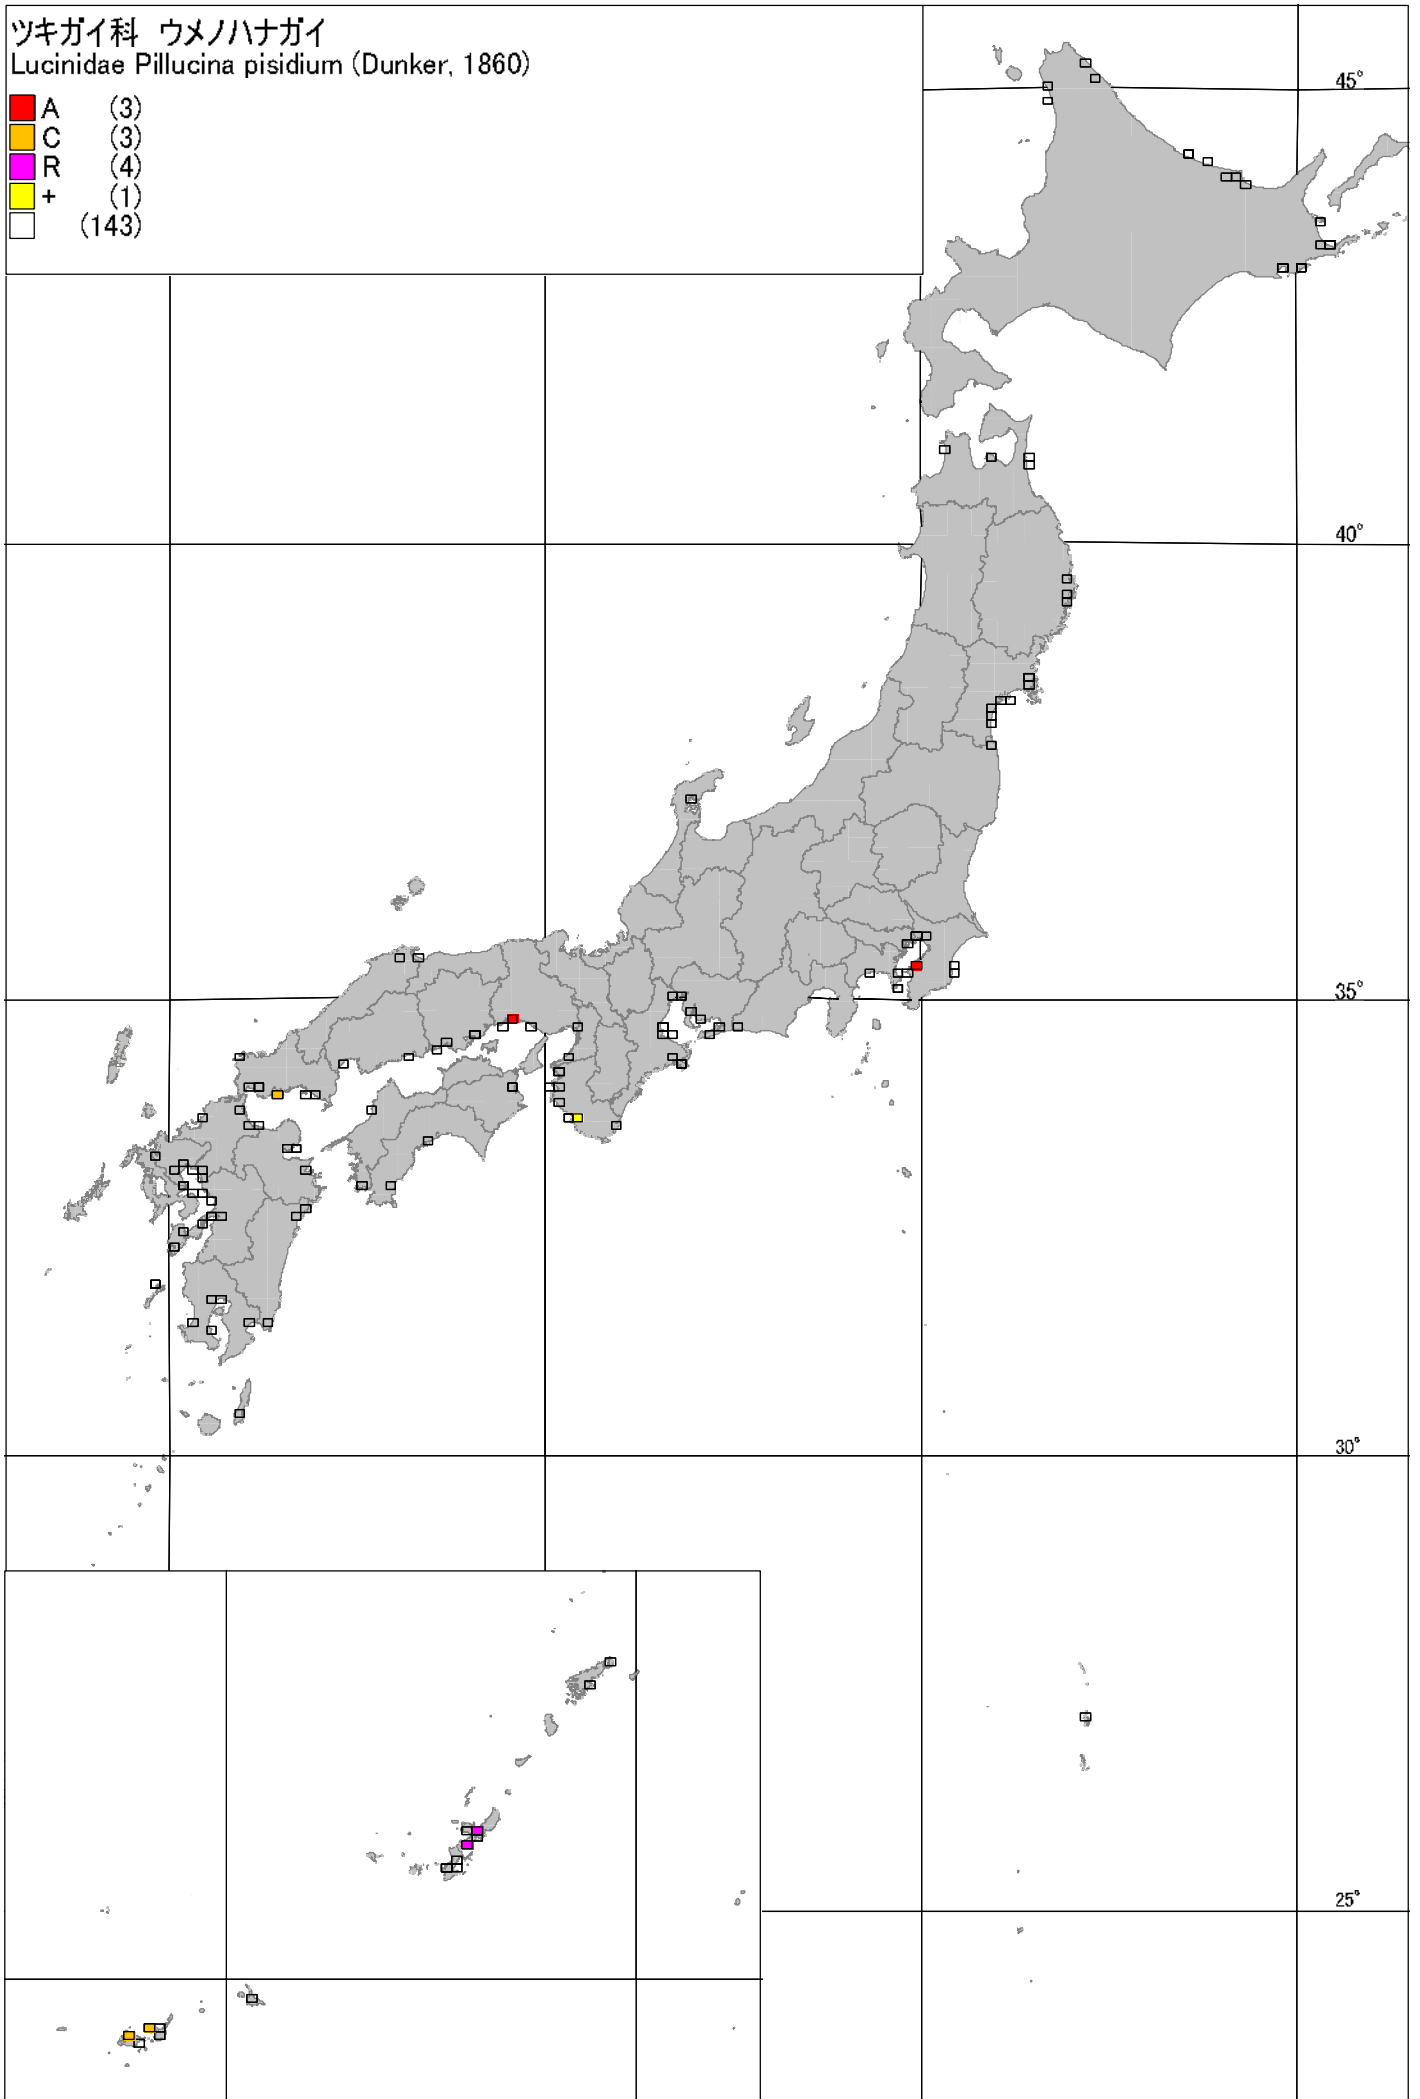 ツキガイ科 ウメノハナガイ
Lucinidae Pillucina pisidium (Dunker, 1860)
A (3)
C (3)
R (4)
+ (1)
(143)
45°
40°
35°
30°
25°